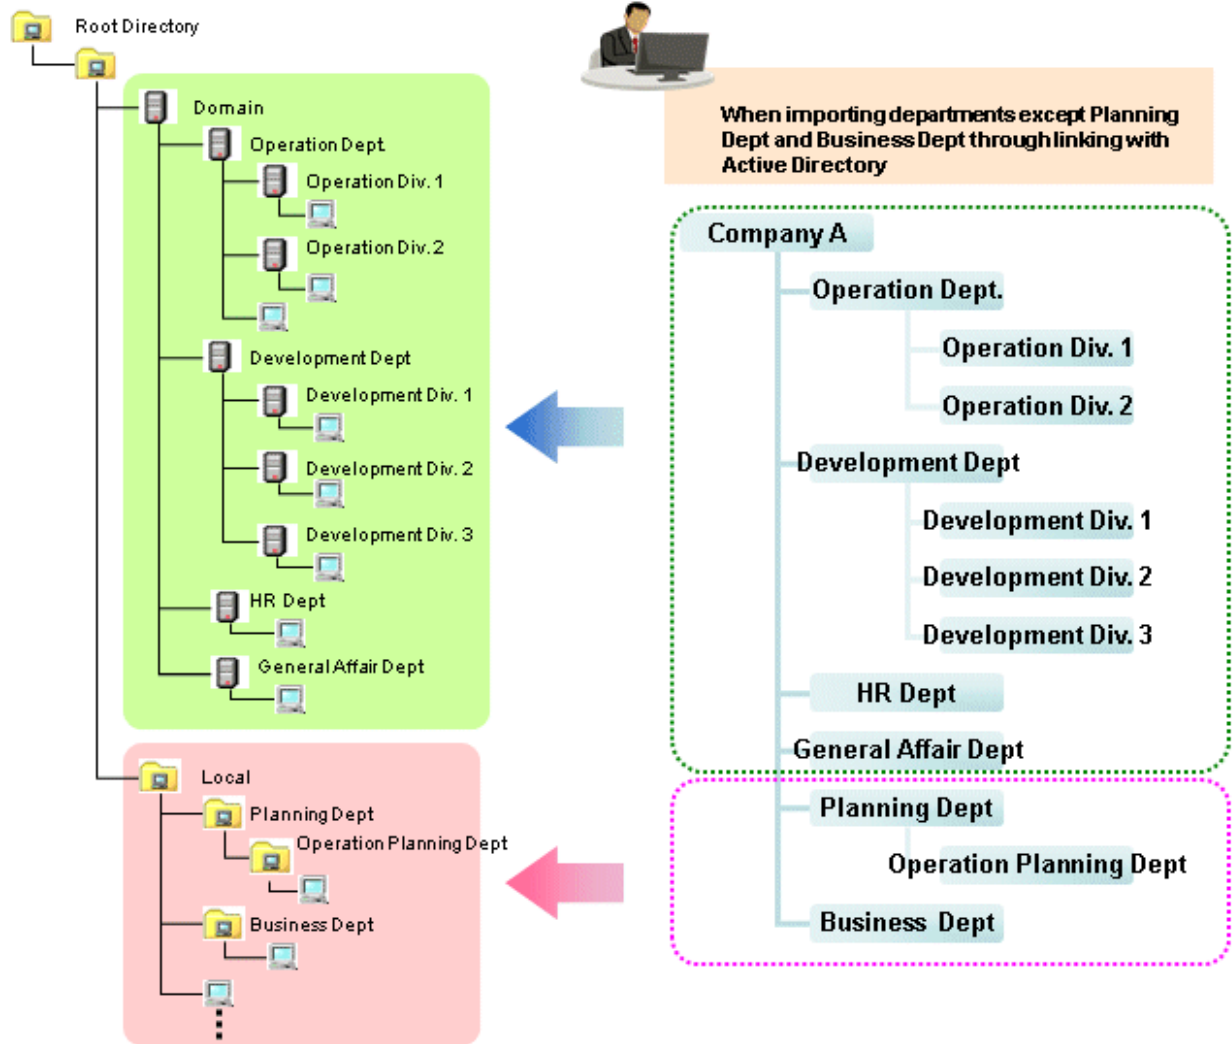 Root Directory
Domain
Operation Dept.
Operation Div. 1
Operation Div. 2
Development Dept
Development Div. 1
Development Div. 2
Development Div. 3
HR Dept
General Affair Dept
Local
Planning Dept
Operation Planning Dept
Business Dept
When importing departments except Planning
Dept and Business Dept through linking with
Active Directory
Company A
Operation Dept.
Operation Div. 1
Operation Div. 2
Development Dept
Development Div. 1
Development Div. 2
Development Div. 3
HR Dept
General Affair Dept
Planning Dept
Operation Planning Dept
Business Dept